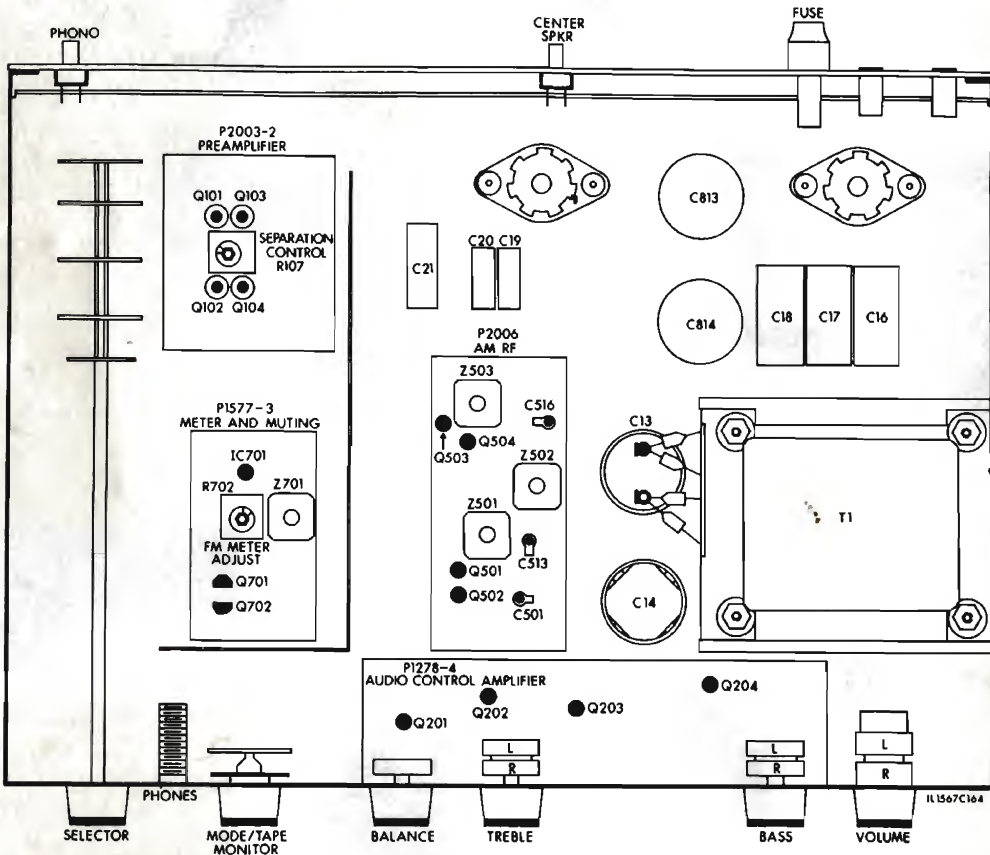 PHONO
CENTER
SPKR
FUSE
P2003-2
PREAMPLIFIER
Q101 Q103
SEPARATION
CONTROL
R107
Q102 Q104
C21
C20 C19
C813
C814
C18
C17
C16
P2006
AM RF
Z503
C516
Q503
Q504
Z502
Z501
C513
Q501
Q502
C501
P1577-3
METER AND MUTING
IC701
R702
Z701
FM METER
ADJUST
Q701
Q702
C13
C14
T1
P1278-4
AUDIO CONTROL AMPLIFIER
Q201
Q202
Q203
Q204
L
R
L
R
L
R
IL1567C164
PHONES
SELECTOR
MODE/TAPE
MONITOR
BALANCE
TREBLE
BASS
VOLUME